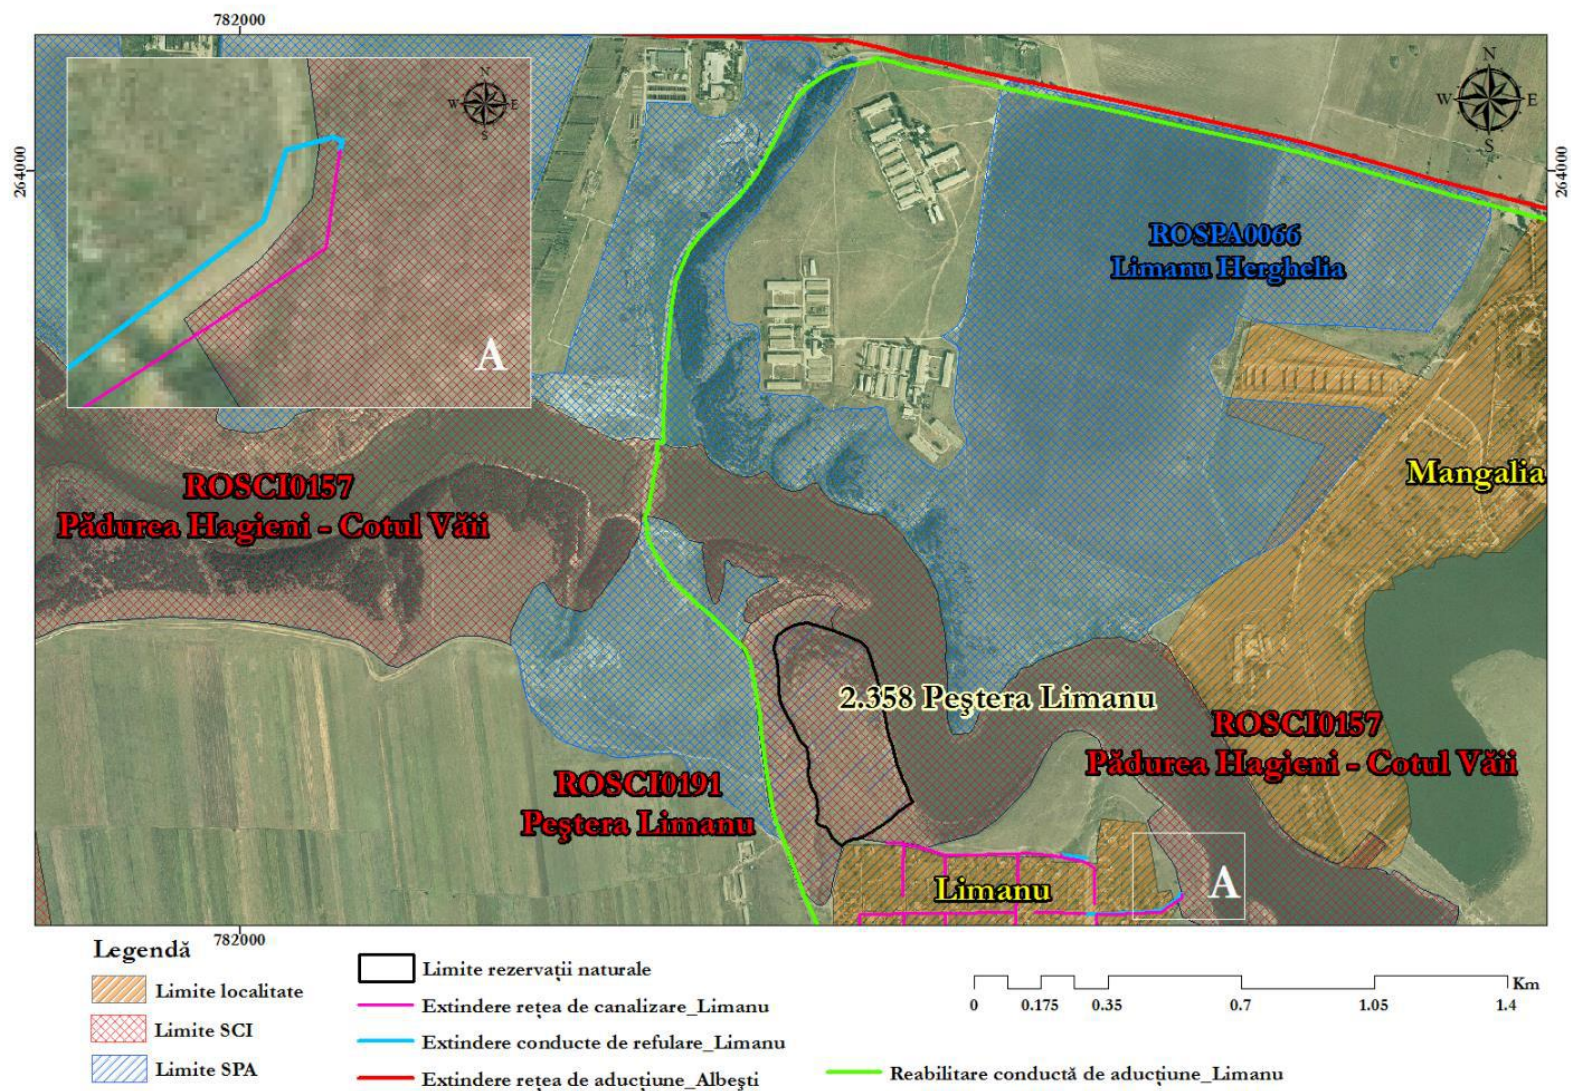 782000
N
W E
S
N
W E
S
264000
264000
A
ROSPA0066
Limanu Herghelia
Mangalia
ROSCI0157
Pădurea Hagieni - Cotul Văii
2.358 Peştera Limanu
ROSCI0157
Pădurea Hagieni - Cotul Văii
ROSCI0191
Peştera Limanu
Limanu
A
782000
Legendă
Limite localitate
Limite SCI
Limite SPA
Limite rezervații naturale
Extindere rețea de canalizare_Limanu
Extindere conducte de refulare_Limanu
Extindere rețea de aducțiune_Albeşti
Reabilitare conductă de aducțiune_Limanu
Km
0 0.175 0.35 0.7 1.05 1.4